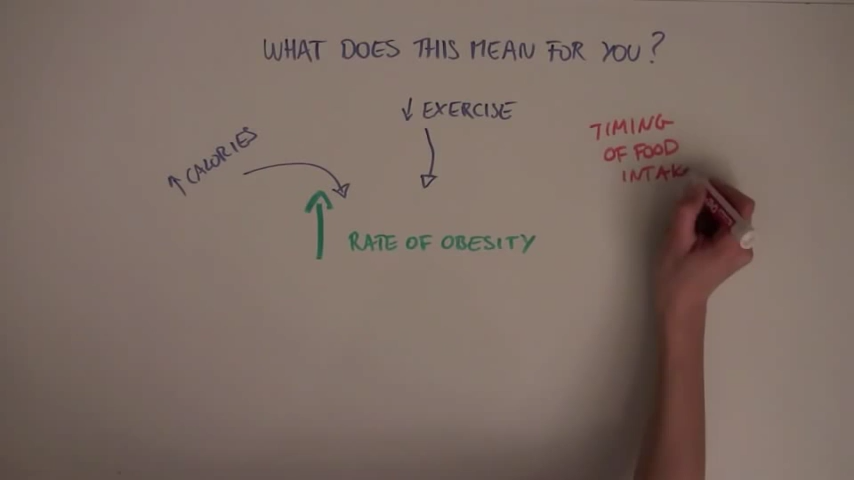 WHAT DOES THIS MEAN FOR YOU?
↓ EXERCISE
↑ CALORIES
TIMING
OF FOOD
INTAK
↑ RATE OF OBESITY